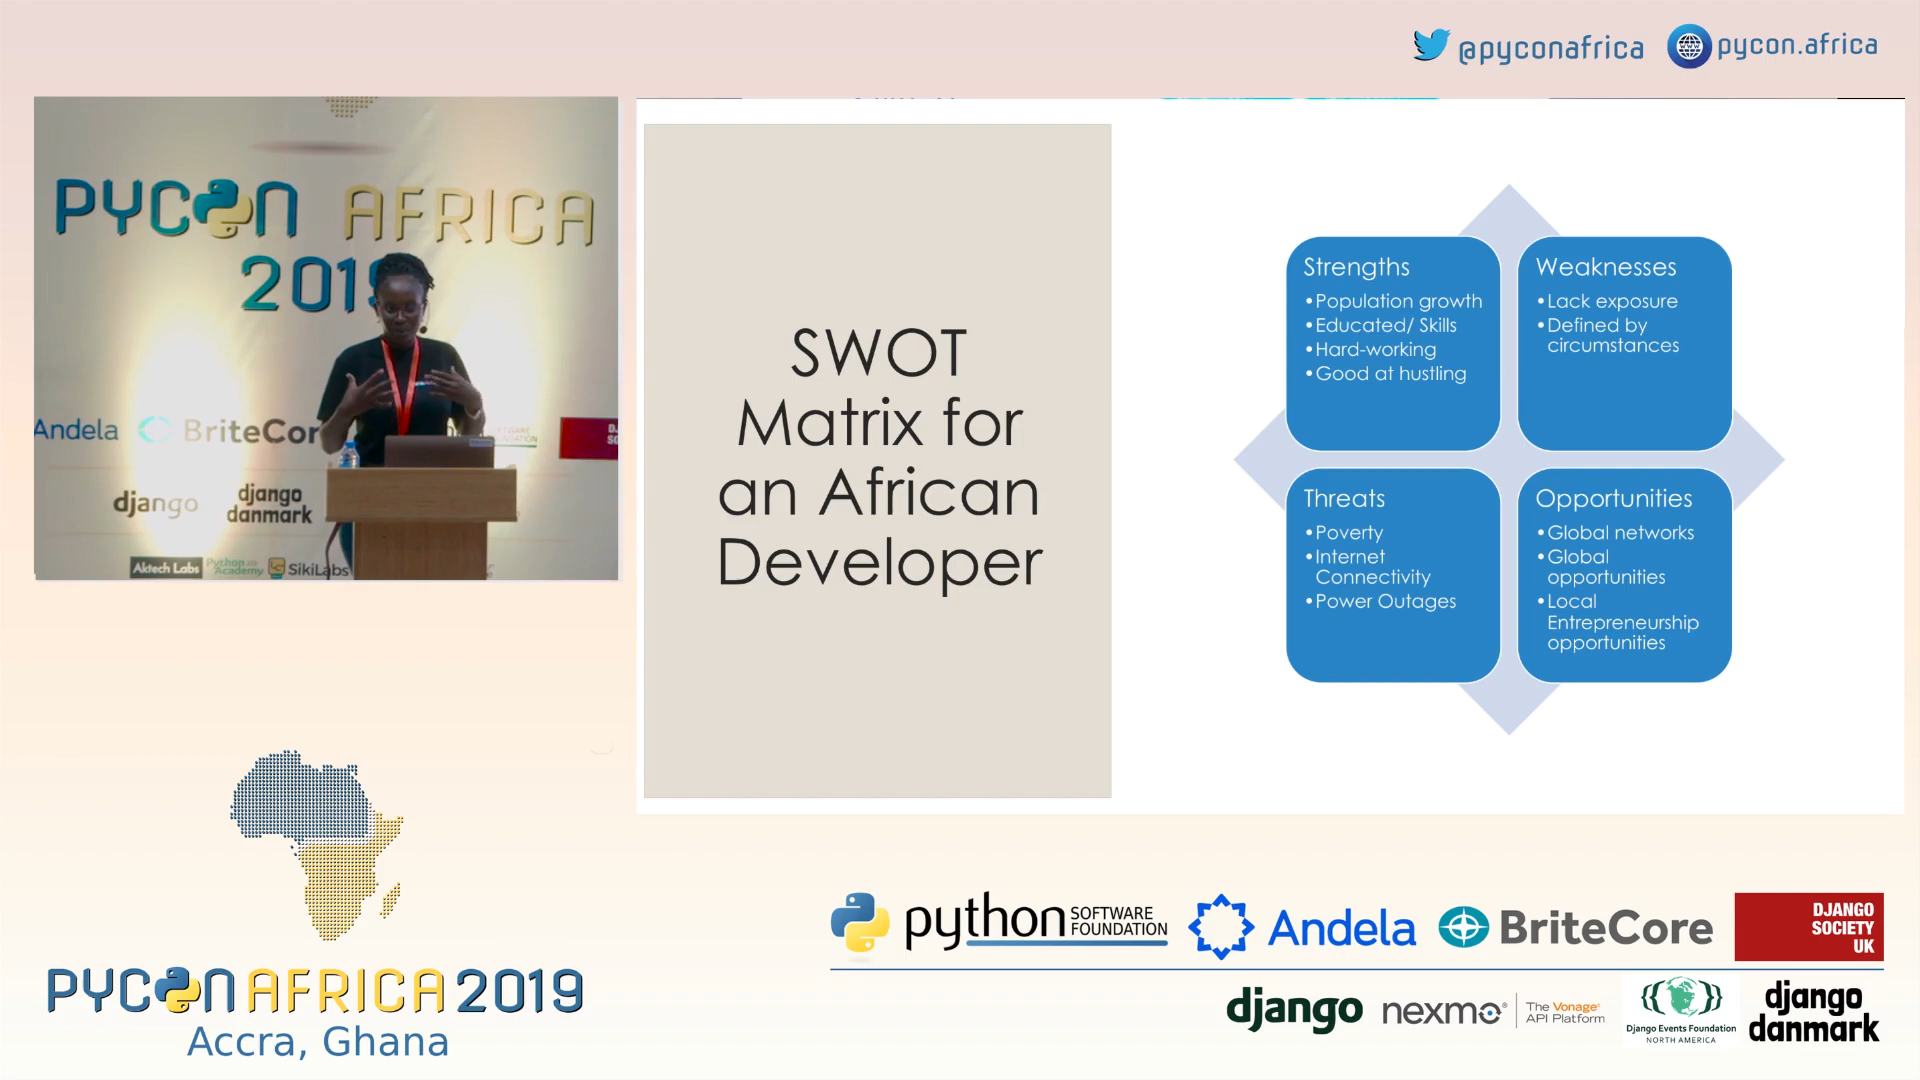 @pyconafrica
pycon.africa
PYCON AFRICA
2019
Andela
BriteCor
django
django
danmark
Aktech Labs
Python
Academy
SikiLabs
SWOT
Matrix for
an African
Developer
Strengths
•Population growth
•Educated/ Skills
•Hard-working
•Good at hustling
Weaknesses
•Lack exposure
•Defined by
circumstances
Threats
•Poverty
•Internet
Connectivity
•Power Outages
Opportunities
•Global networks
•Global
opportunities
•Local
Entrepreneurship
opportunities
PYCON AFRICA 2019
Accra, Ghana
python SOFTWARE
FOUNDATION
Andela
BriteCore
DJANGO
SOCIETY
UK
django
nexmo®
The Vonage®
API Platform
Django Events Foundation
NORTH AMERICA
django
danmark